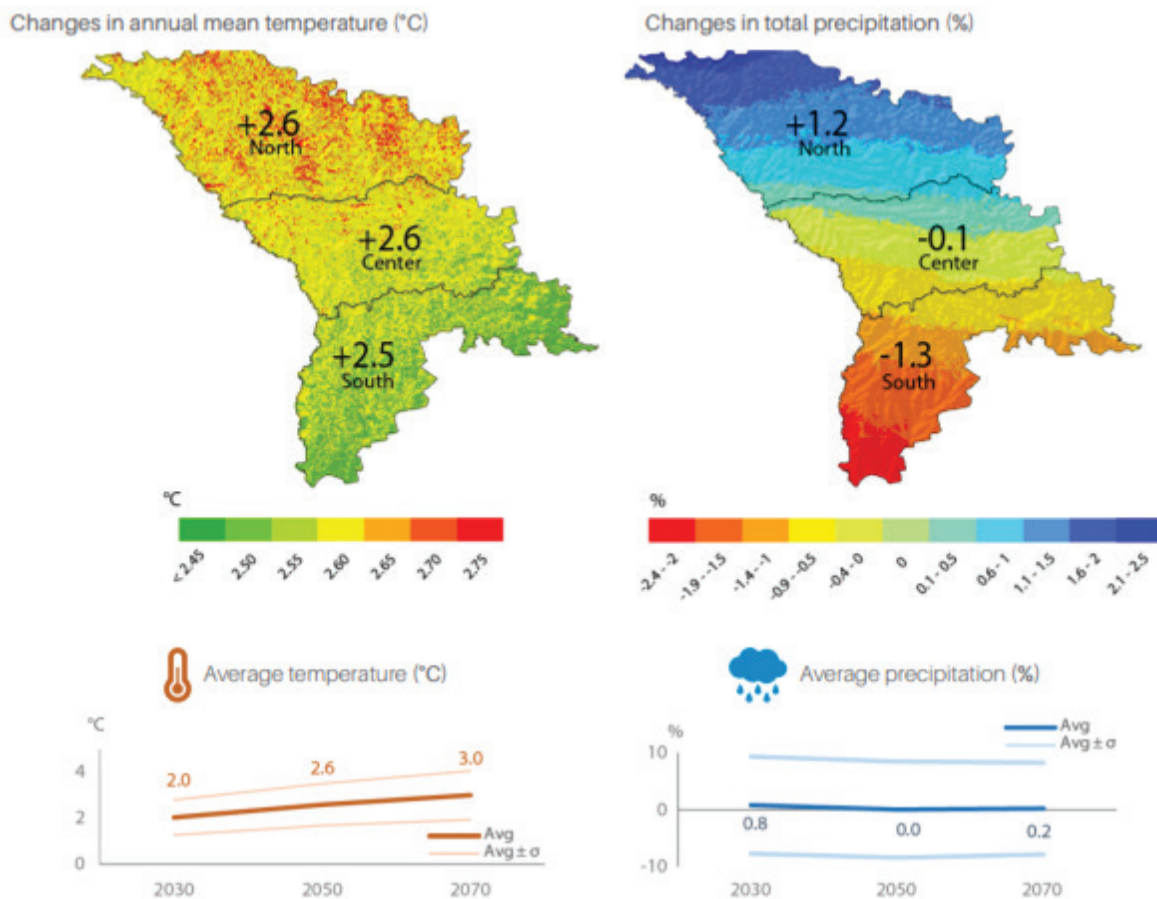 Changes in annual mean temperature (°C)
+2.6
North
+2.6
Center
+2.5
South
°C
< 2.45
2.50
2.55
2.60
2.65
2.70
2.75
Changes in total precipitation (%)
+1.2
North
-0.1
Center
-1.3
South
%
-2.4 - -2
-1.9 - -1.5
-1.4 - -1
-0.9 - -0.5
-0.4 - 0
0
0.1 - 0.5
0.6 - 1
1.1 - 1.5
1.6 - 2
2.1 - 2.5
Average temperature (°C)
°C
4
2
0
2.0
2.6
3.0
Avg
Avg ± σ
2030
2050
2070
Average precipitation (%)
%
Avg
Avg ± σ
10
0
-10
0.8
0.0
0.2
2030
2050
2070